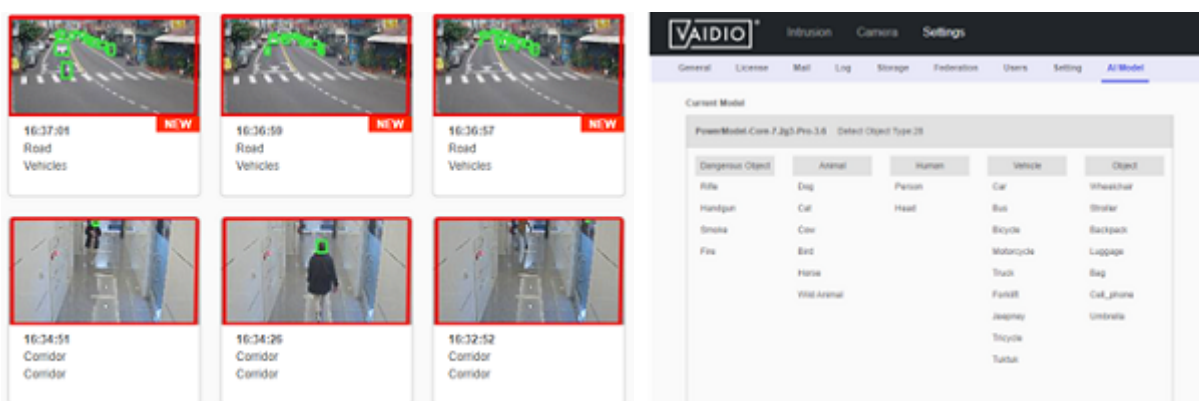 16:37:01
NEW
Road
Vehicles
16:36:59
NEW
Road
Vehicles
16:36:57
NEW
Road
Vehicles
16:34:51
Corridor
Corridor
16:34:26
Corridor
Corridor
16:32:52
Corridor
Corridor
VAIDIO
Intrusion Camera Settings
General License Mail Log Storage Federation Users Setting AI Model
Current Model
Detect Object Type:28
Dangerous Object Animal Human Vehicle Object
Rifle Dog Person Car Wheelchair
Handgun Cat Head Bus Stroller
Smoke Cow Bicycle Backpack
Fire Bird Motorcycle Luggage
Horse Truck Bag
Wild Animal Forklift Cell_phone
Jeepney Umbrella
Tricycle
Tuktuk